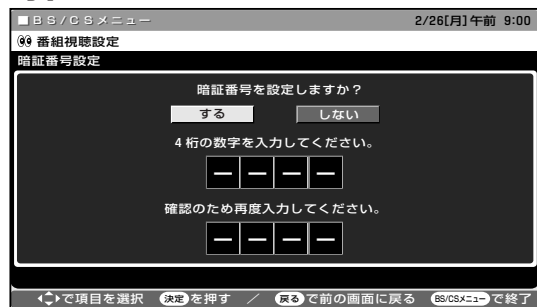 ■BS/CSメニュー 2/26[月]午前 9:00
番組視聴設定
暗証番号設定
暗証番号を設定しますか？
する しない
4桁の数字を入力してください。
－ － － －
確認のため再度入力してください。
－ － － －
で項目を選択 決定を押す ／ 戻るで前の画面に戻る BS/CSメニューで終了